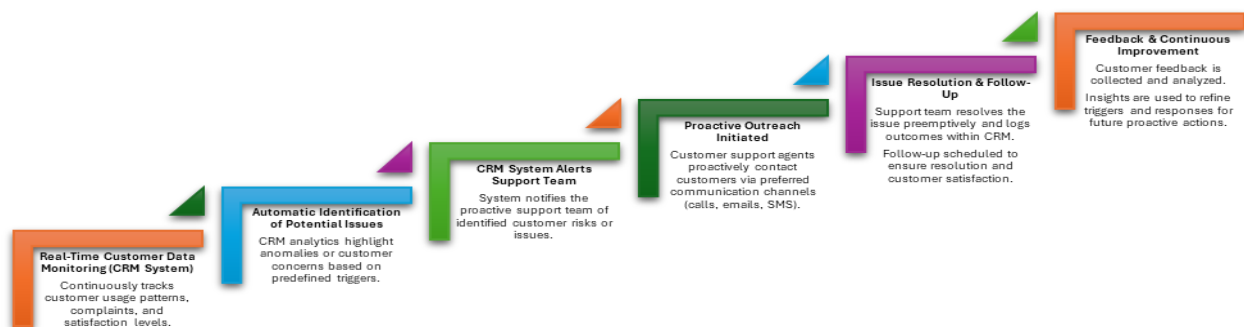 Real-Time Customer Data
Monitoring (CRM System)
Continuously tracks
customer usage patterns,
complaints, and
satisfaction levels.
Automatic Identification
of Potential Issues
CRM analytics highlight
anomalies or customer
concerns based on
predefined triggers.
CRM System Alerts
Support Team
System notifies the
proactive support team of
identified customer risks or
issues.
Proactive Outreach
Initiated
Customer support agents
proactively contact
customers via preferred
communication channels
(calls, emails, SMS).
Issue Resolution & Follow-
Up
Support team resolves the
issue preemptively and logs
outcomes within CRM.
Follow-up scheduled to
ensure resolution and
customer satisfaction.
Feedback & Continuous
Improvement
Customer feedback is
collected and analyzed.
Insights are used to refine
triggers and responses for
future proactive actions.